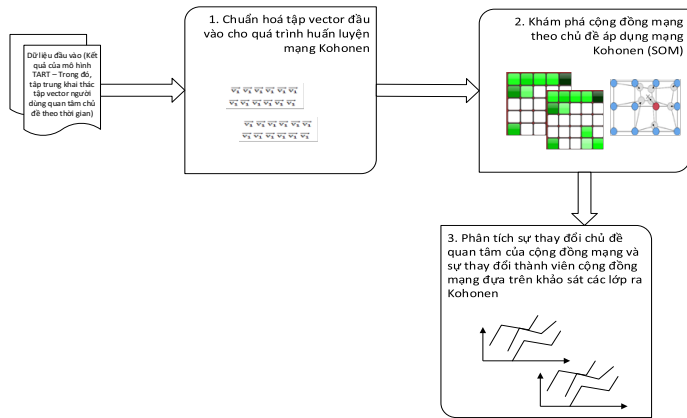 Dữ liệu đầu vào (Kết
quả của mô hình
TART – Trong đó,
tập trung khai thác
tập vector người
dùng quan tâm chủ
đề theo thời gian)
1. Chuẩn hoá tập vector đầu
vào cho quá trình huấn luyện
mạng Kohonen
2. Khám phá cộng đồng mạng
theo chủ đề áp dụng mạng
Kohonen (SOM)
3. Phân tích sự thay đổi chủ đề
quan tâm của cộng đồng mạng và
sự thay đổi thành viên cộng đồng
mạng đựa trên khảo sát các lớp ra
Kohonen